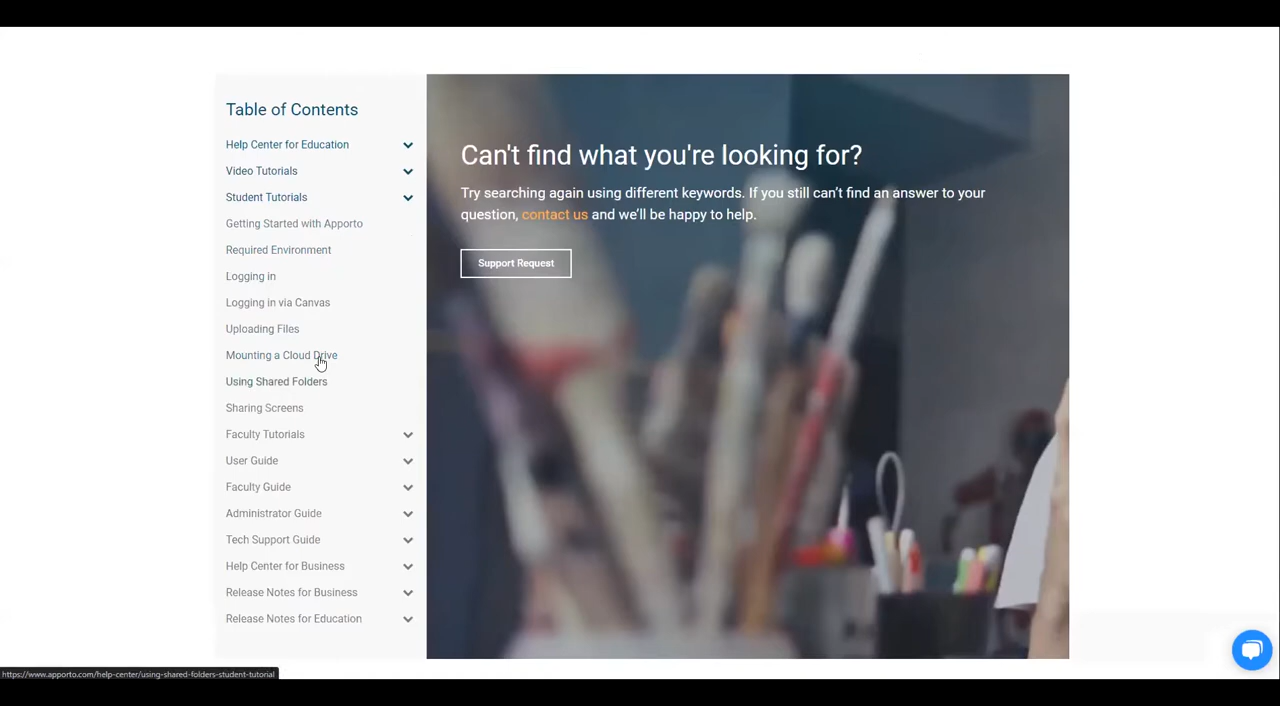 Table of Contents
Help Center for Education
Video Tutorials
Student Tutorials
Getting Started with Apporto
Required Environment
Logging in
Logging in via Canvas
Uploading Files
Mounting a Cloud Drive
Using Shared Folders
Sharing Screens
Faculty Tutorials
User Guide
Faculty Guide
Administrator Guide
Tech Support Guide
Help Center for Business
Release Notes for Business
Release Notes for Education
Can't find what you're looking for?
Try searching again using different keywords. If you still can’t find an answer to your
question, contact us and we’ll be happy to help.
Support Request
https://www.apporto.com/help-center/using-shared-folders-student-tutorial